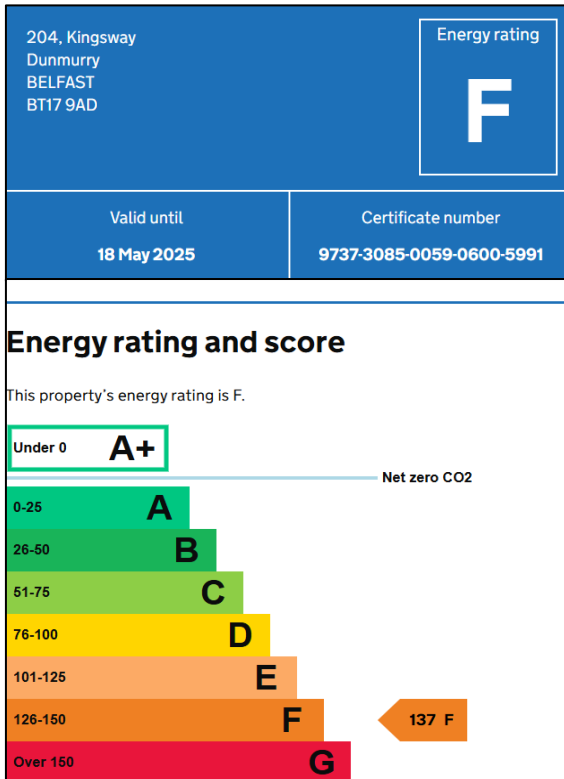 204, Kingsway
Dunmurry
BELFAST
BT17 9AD
Energy rating
F
Valid until
18 May 2025
Certificate number
9737-3085-0059-0600-5991
Energy rating and score
This property's energy rating is F.
Under 0 A+
Net zero CO2
0-25 A
26-50 B
51-75 C
76-100 D
101-125 E
126-150 F
137 F
Over 150 G